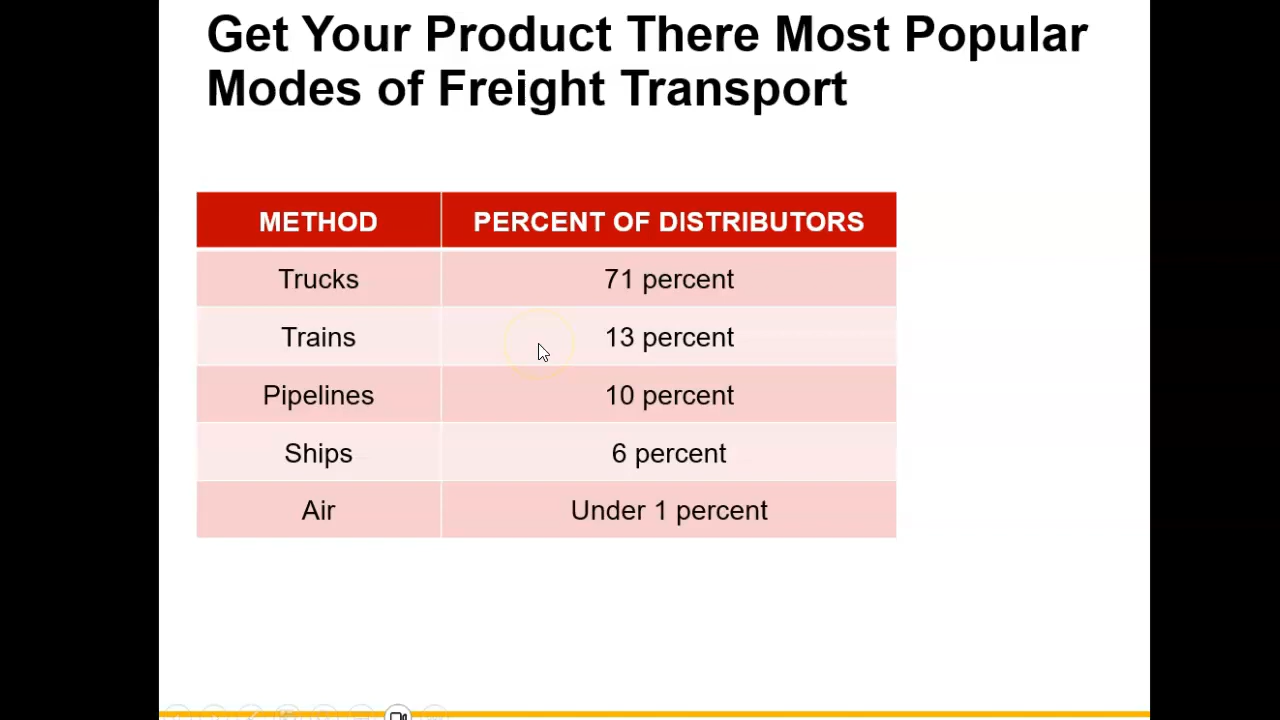 Get Your Product There Most Popular
Modes of Freight Transport
METHOD PERCENT OF DISTRIBUTORS
Trucks 71 percent
Trains 13 percent
Pipelines 10 percent
Ships 6 percent
Air Under 1 percent